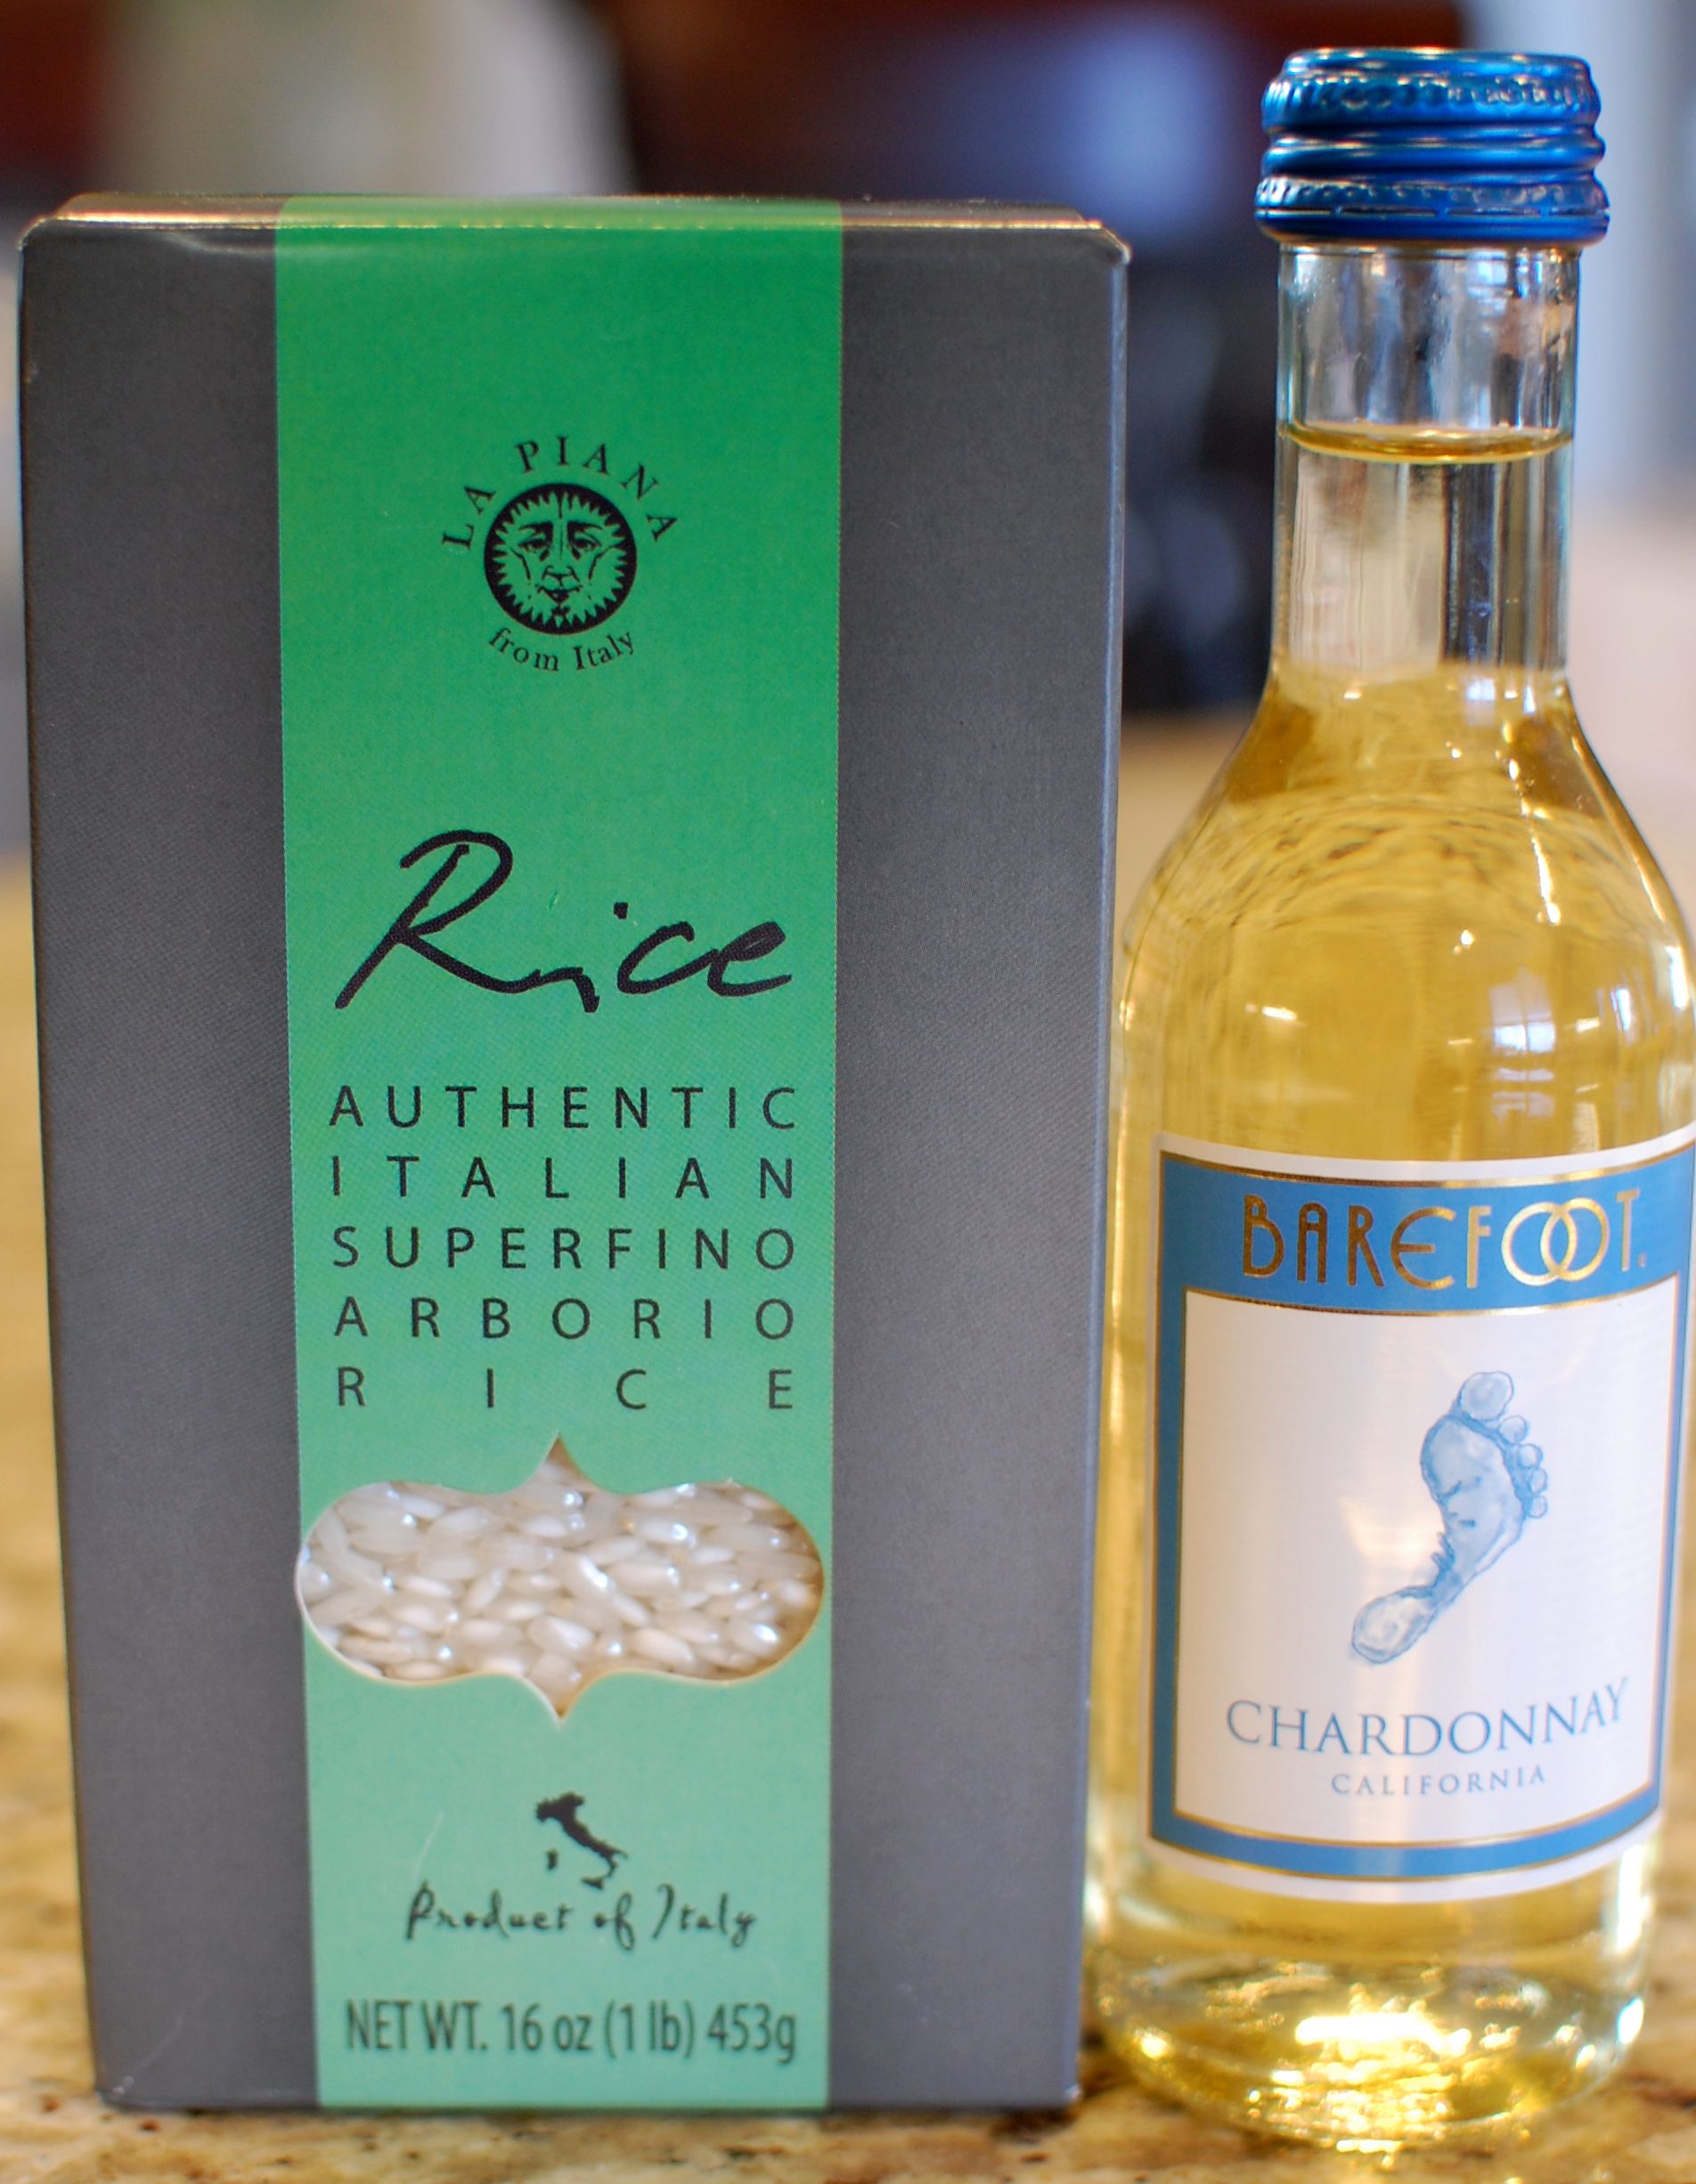 LA PIANA
from Italy
Rice
AUTHENTIC
ITALIAN
SUPERFINO
ARBORIO
RICE
Product of Italy
NET WT. 16 oz (1 lb) 453g
BAREFOOT.
CHARDONNAY
CALIFORNIA